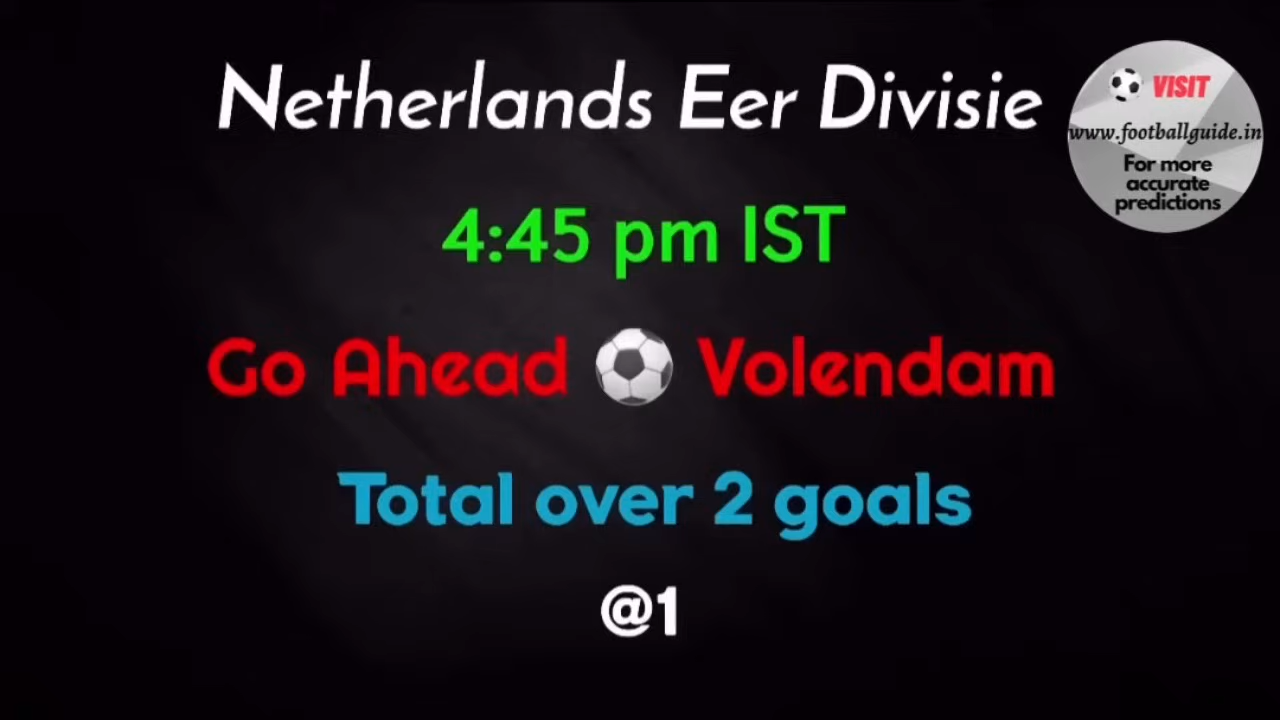 Netherlands Eer Divisie
VISIT
www.footballguide.in
For more
accurate
predictions
4:45 pm IST
Go Ahead Volendam
Total over 2 goals
@1